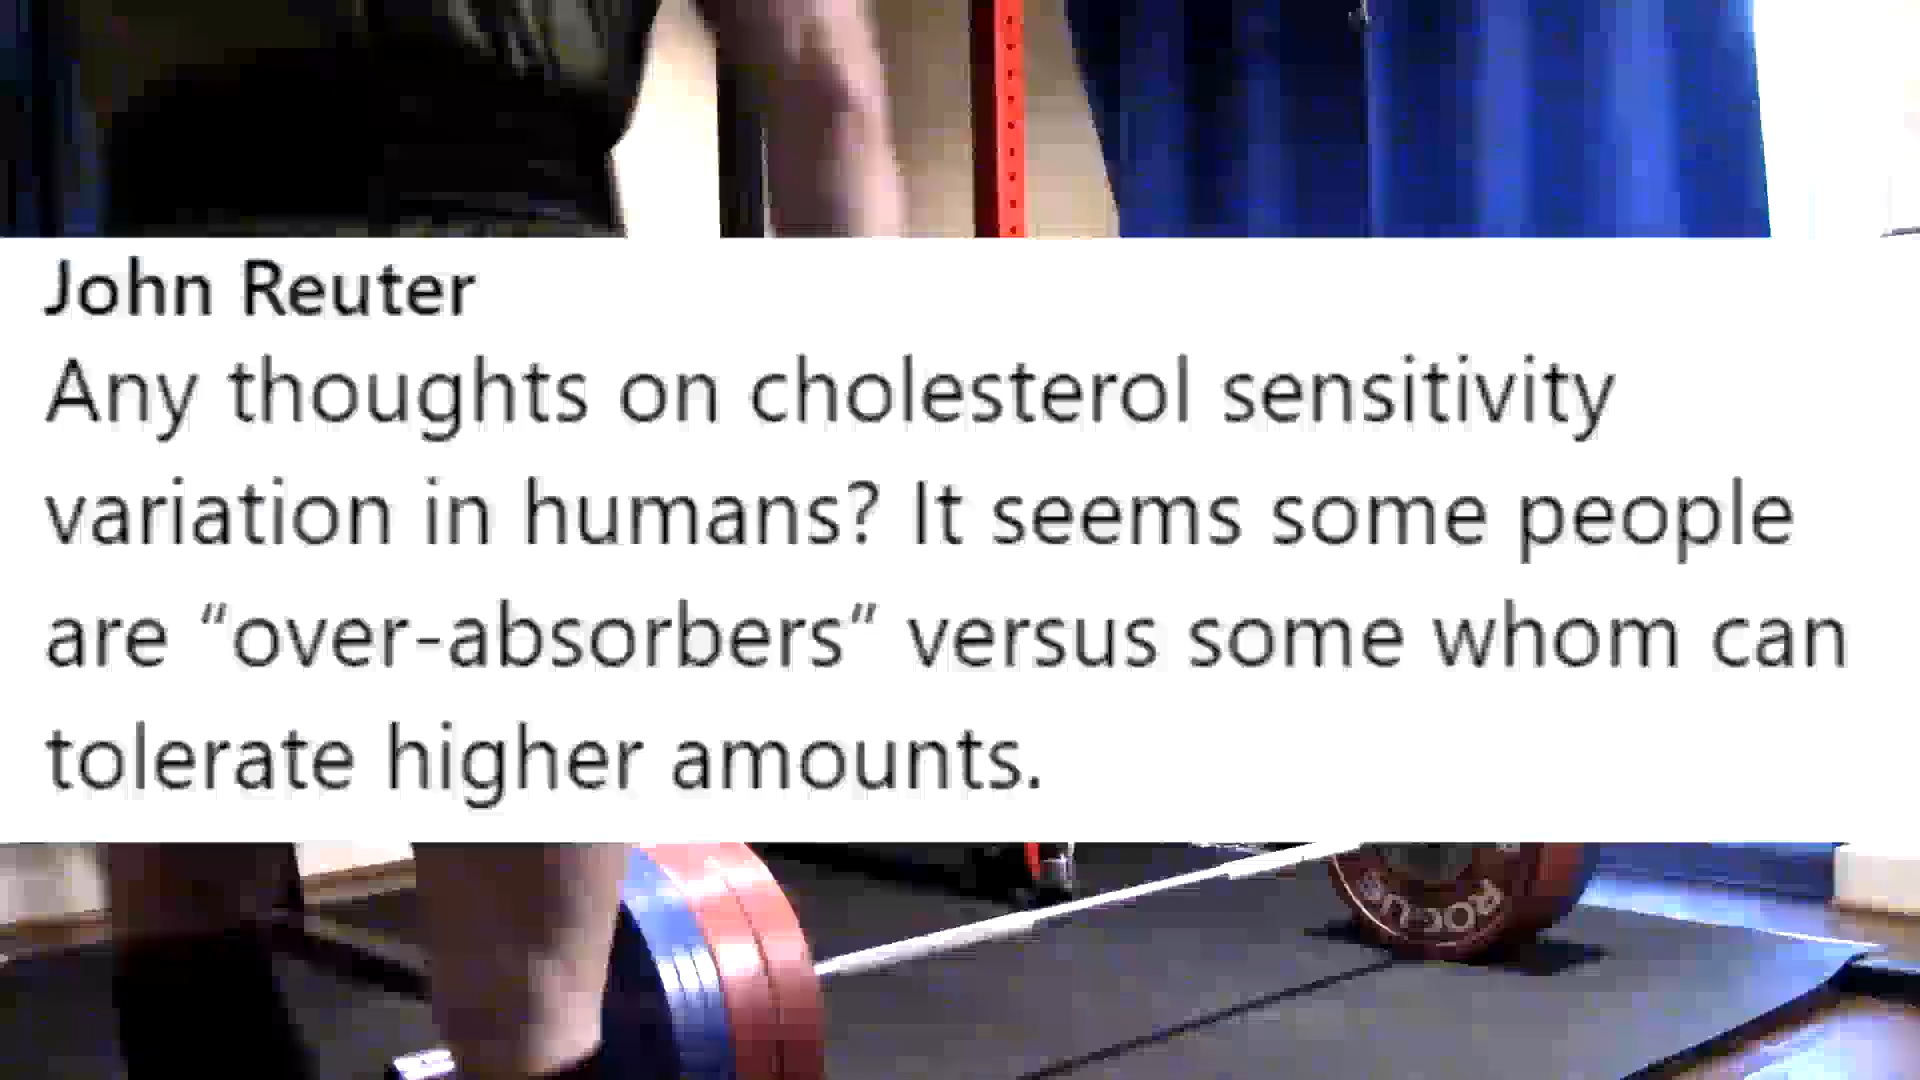 John Reuter
Any thoughts on cholesterol sensitivity
variation in humans? It seems some people
are “over-absorbers” versus some whom can
tolerate higher amounts.
ROGUE